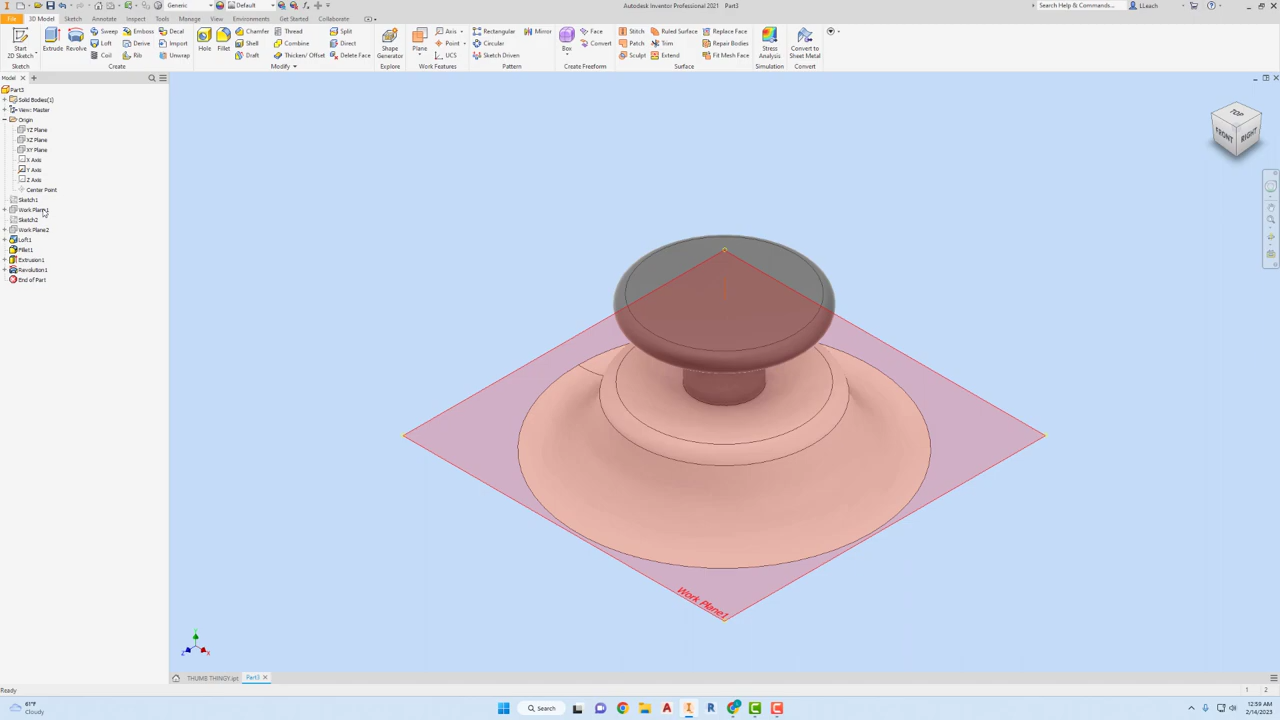 Generic
Default
Autodesk Inventor Professional 2021 Part3
Search Help & Commands...
LLeach
File 3D Model Sketch Annotate Inspect Tools Manage View Environments Get Started Collaborate
Start 2D Sketch
Sketch
Extrude
Revolve
Sweep
Loft
Coil
Emboss
Derive
Rib
Decal
Import
Unwrap
Create
Hole
Fillet
Chamfer
Shell
Draft
Thread
Combine
Thicken/ Offset
Split
Direct
Delete Face
Modify
Shape Generator
Explore
Plane
Axis
Point
UCS
Work Features
Rectangular
Circular
Sketch Driven
Mirror
Pattern
Box
Face
Convert
Create Freeform
Stitch
Patch
Sculpt
Ruled Surface
Trim
Extend
Replace Face
Repair Bodies
Fit Mesh Face
Surface
Stress Analysis
Simulation
Convert to Sheet Metal
Convert
Model
Part3
Solid Bodies(1)
View: Master
Origin
YZ Plane
XZ Plane
XY Plane
X Axis
Y Axis
Z Axis
Center Point
Sketch1
Work Plane1
Sketch2
Work Plane2
Loft1
Fillet1
Extrusion1
Revolution1
End of Part
TOP
FRONT
RIGHT
Work Plane1
Y
Z
X
THUMB THINGY.ipt
Part3
Ready
1 2
61°F
Cloudy
Search
12:59 AM
2/14/2023